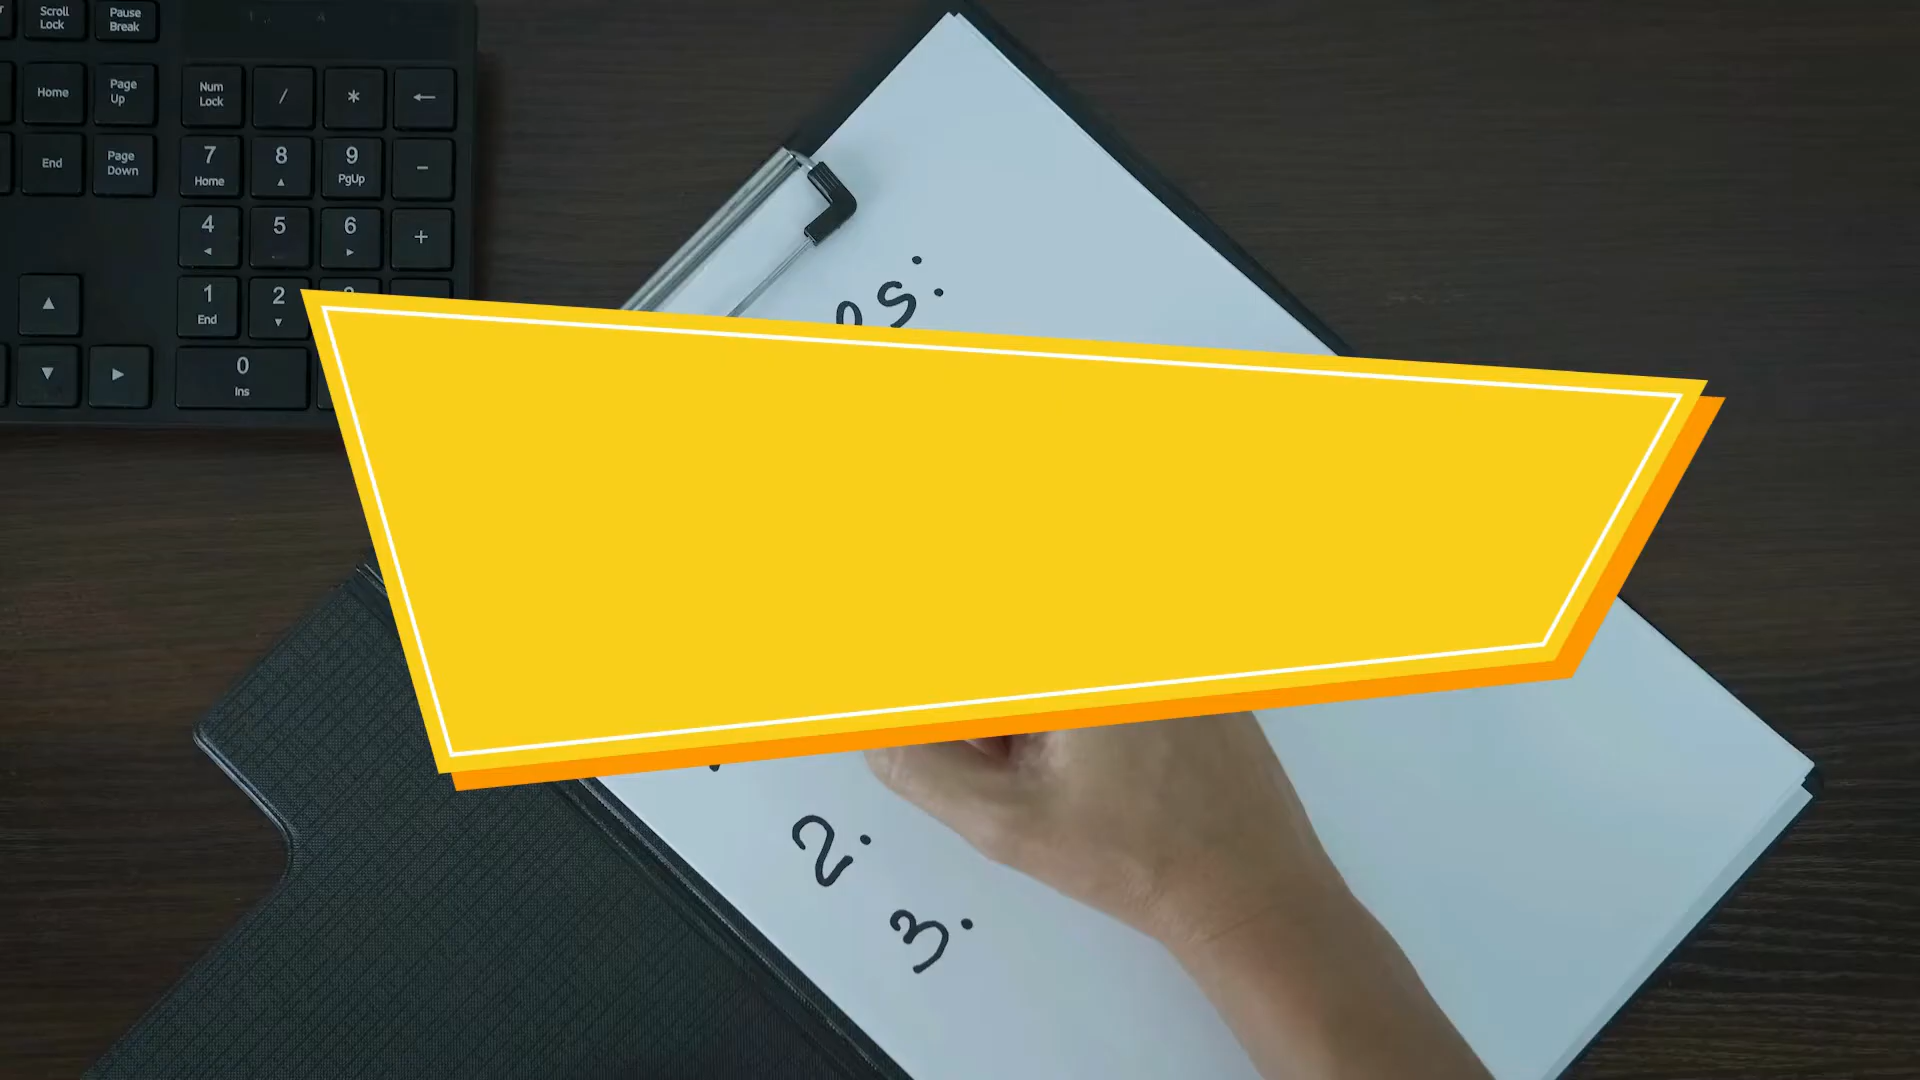 Scroll Lock
Pause Break
Home
Page Up
Num Lock
/
*
←
End
Page Down
7 Home
8 ▲
9 PgUp
-
4 ◄
5
6 ►
+
▲
1 End
2 ▼
▼
►
0 Ins
es:
2.
3.